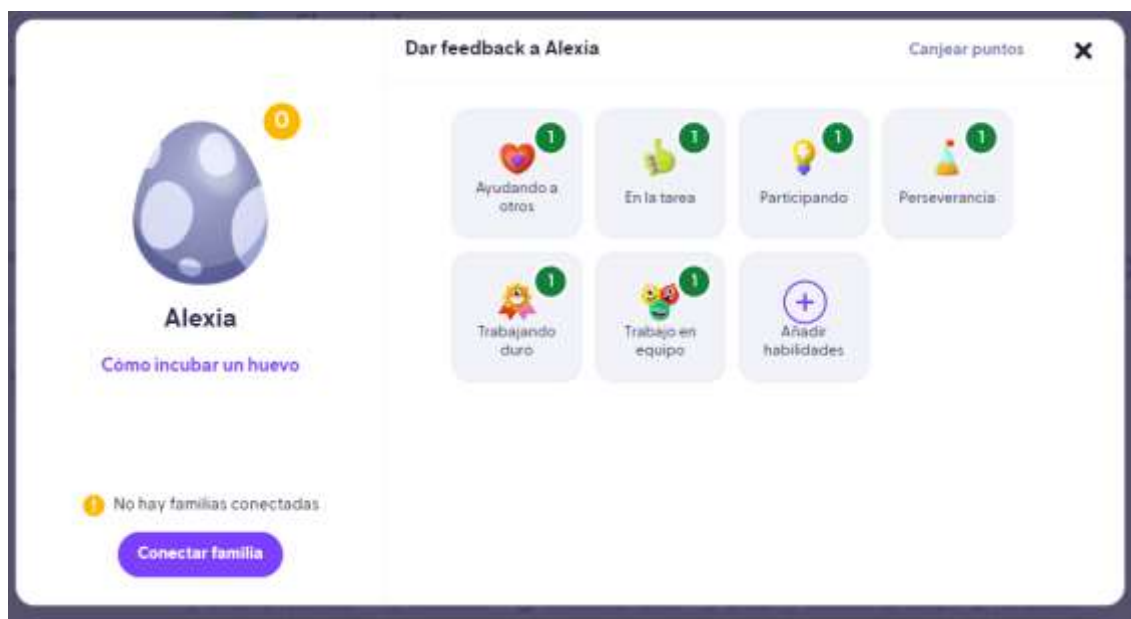 Dar feedback a Alexia
Canjear puntos
0
Alexia
Cómo incubar un huevo
No hay familias conectadas
Conectar familia
1
Ayudando a
otros
1
En la tarea
1
Participando
1
Perseverancia
1
Trabajando
duro
1
Trabajo en
equipo
Añadir
habilidades